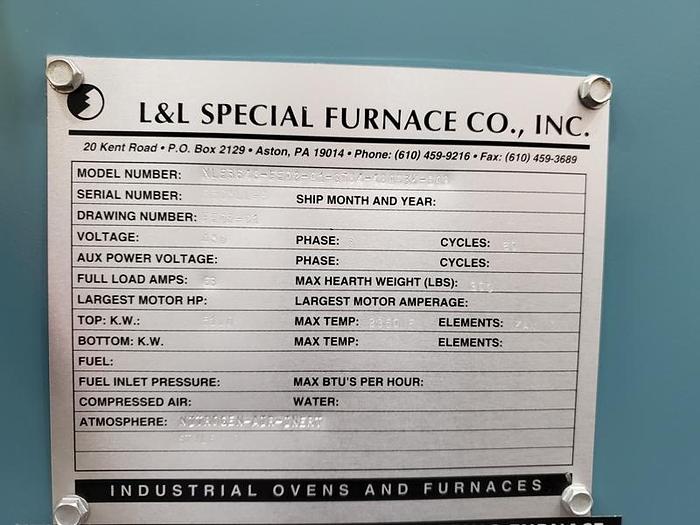 L&L SPECIAL FURNACE CO., INC.
20 Kent Road • P.O. Box 2129 • Aston, PA 19014 • Phone: (610) 459-9216 • Fax: (610) 459-3689
MODEL NUMBER:
SERIAL NUMBER: SHIP MONTH AND YEAR:
DRAWING NUMBER:
VOLTAGE: PHASE: CYCLES:
AUX POWER VOLTAGE: PHASE: CYCLES:
FULL LOAD AMPS: MAX HEARTH WEIGHT (LBS):
LARGEST MOTOR HP: LARGEST MOTOR AMPERAGE:
TOP: K.W.: MAX TEMP: ELEMENTS:
BOTTOM: K.W. MAX TEMP: ELEMENTS:
FUEL:
FUEL INLET PRESSURE: MAX BTU'S PER HOUR:
COMPRESSED AIR: WATER:
ATMOSPHERE: NITROGEN-AIR-INERT
INDUSTRIAL OVENS AND FURNACES